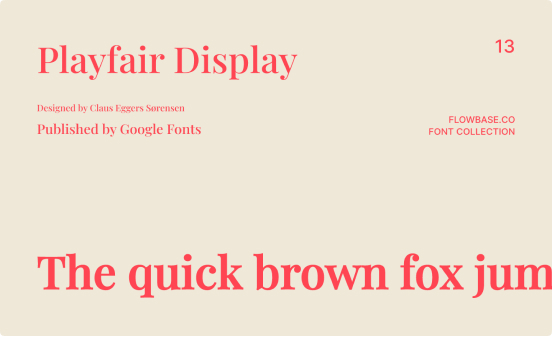 Playfair Display
13
Designed by Claus Eggers Sørensen
Published by Google Fonts
FLOWBASE.CO
FONT COLLECTION
The quick brown fox jum